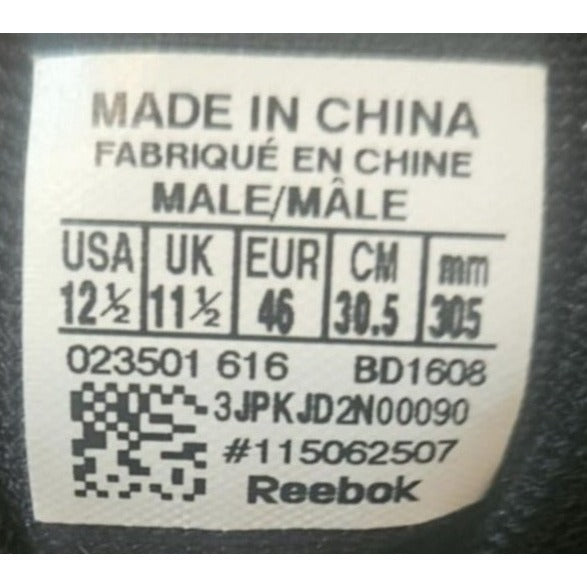 MADE IN CHINA
FABRIQUÉ EN CHINE
MALE/MÂLE
USA UK EUR CM mm
12½ 11½ 46 30.5 305
023501 616 BD1608
3JPKJD2N00090
#115062507
Reebok